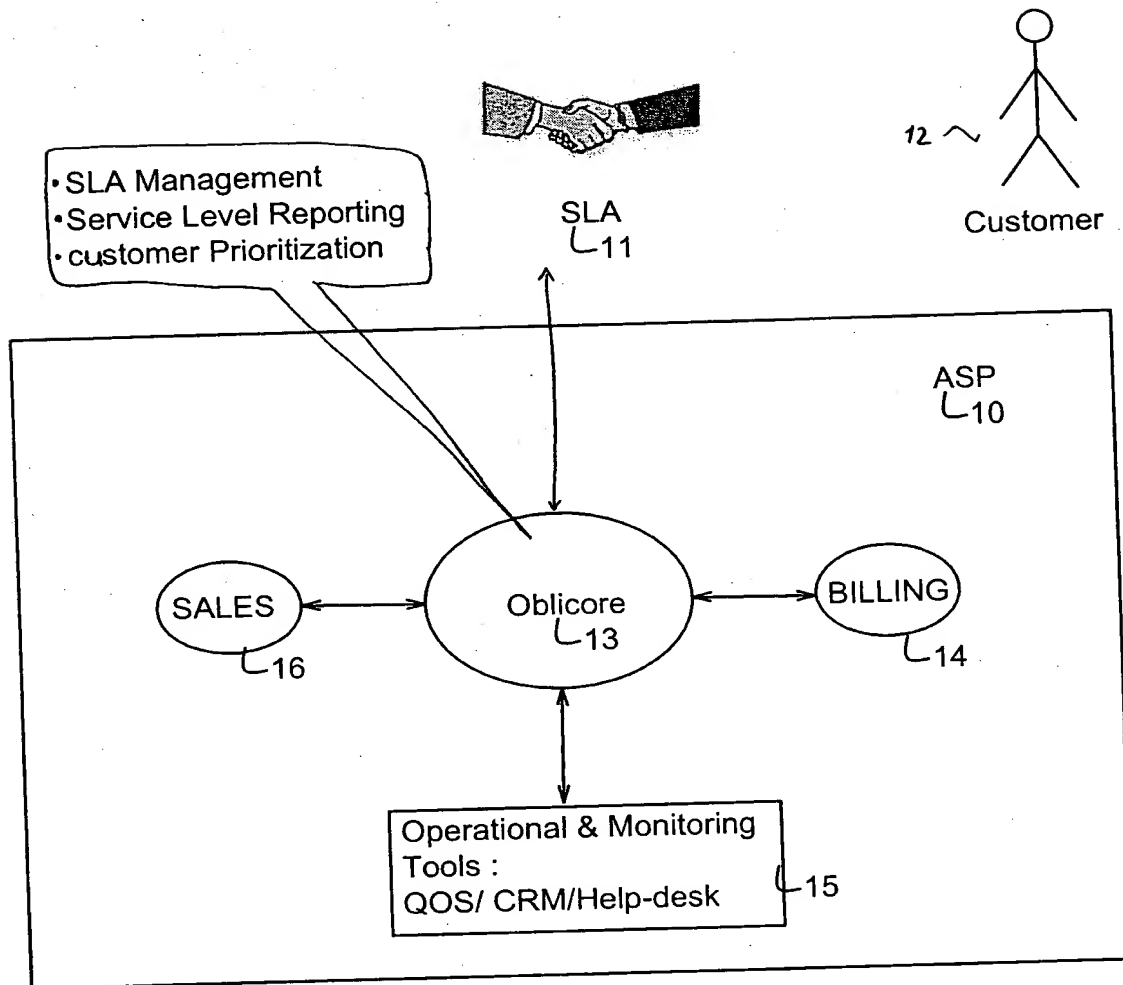 12
Customer
• SLA Management
•Service Level Reporting
• customer Prioritization
SLA
11
ASP
10
SALES
16
Oblicore
13
BILLING
14
Operational & Monitoring
Tools :
QOS/ CRM/Help-desk
15